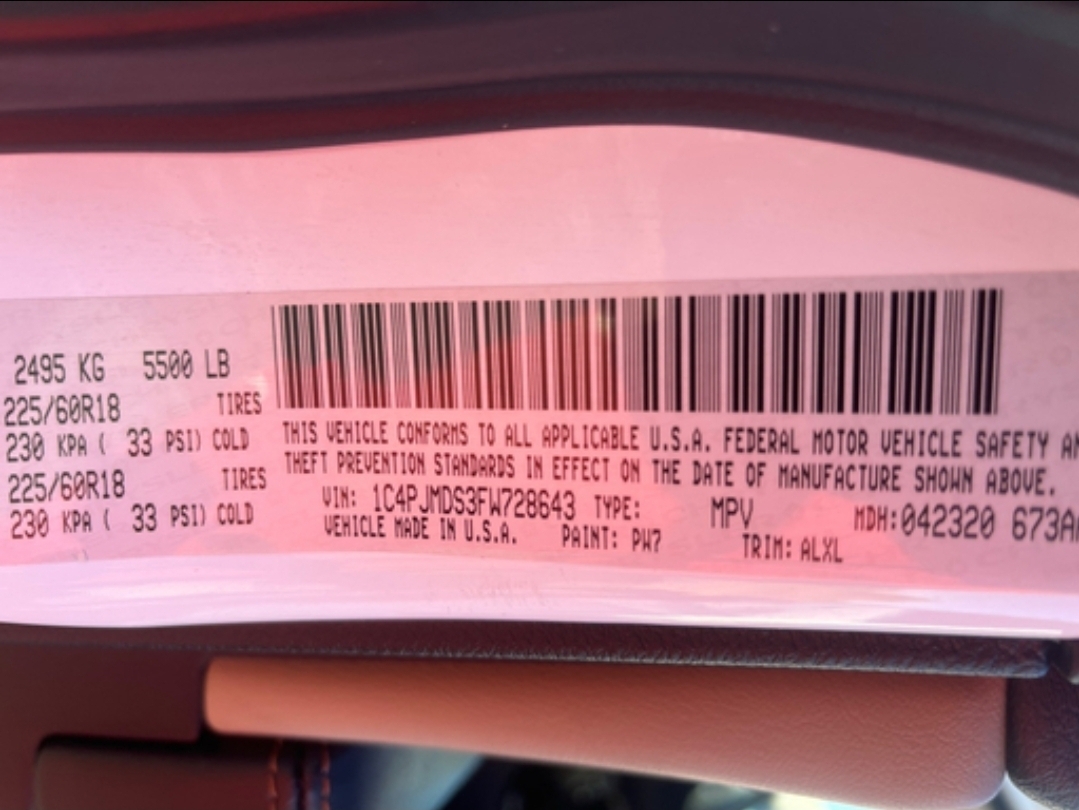 2495 KG 5500 LB
225/60R18 TIRES
230 KPA ( 33 PSI) COLD
225/60R18 TIRES
230 KPA ( 33 PSI) COLD
THIS VEHICLE CONFORMS TO ALL APPLICABLE U.S.A. FEDERAL MOTOR VEHICLE SAFETY AN
THEFT PREVENTION STANDARDS IN EFFECT ON THE DATE OF MANUFACTURE SHOWN ABOVE.
VIN: 1C4PJMDS3FW728643 TYPE: MPV MDH:042320 673A
VEHICLE MADE IN U.S.A. PAINT: PW7 TRIM: ALXL